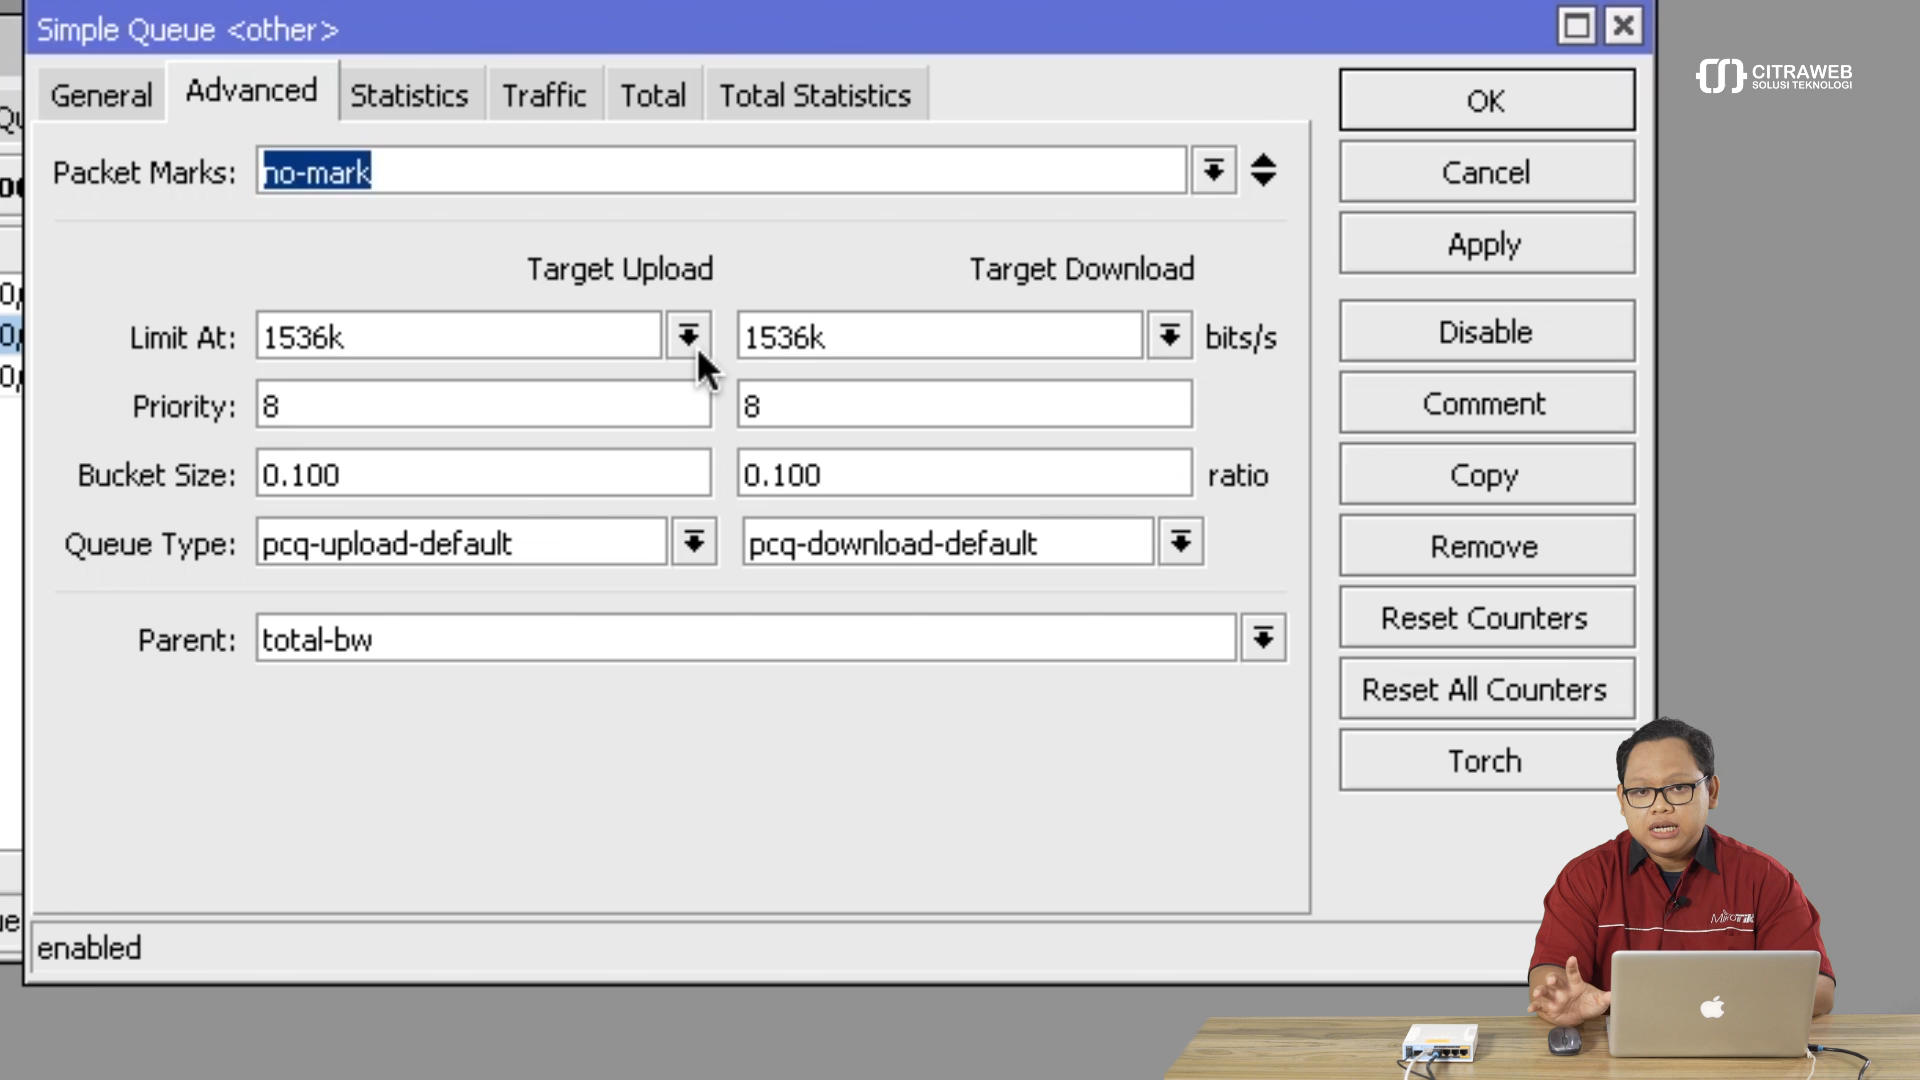 Simple Queue <other>
CITRAWEB
SOLUSI TEKNOLOGI
General
Advanced
Statistics
Traffic
Total
Total Statistics
OK
Packet Marks: no-mark
Cancel
Apply
Target Upload
Target Download
Limit At: 1536k 1536k bits/s
Disable
Priority: 8 8
Comment
Bucket Size: 0.100 0.100 ratio
Copy
Queue Type: pcq-upload-default pcq-download-default
Remove
Parent: total-bw
Reset Counters
Reset All Counters
Torch
MikroTik
enabled